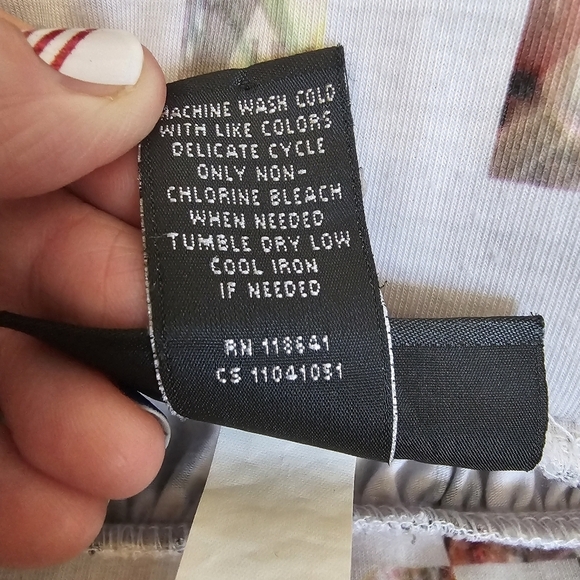 MACHINE WASH COLD
WITH LIKE COLORS
DELICATE CYCLE
ONLY NON-
CHLORINE BLEACH
WHEN NEEDED
TUMBLE DRY LOW
COOL IRON
IF NEEDED
RN 118641
CS 11041051